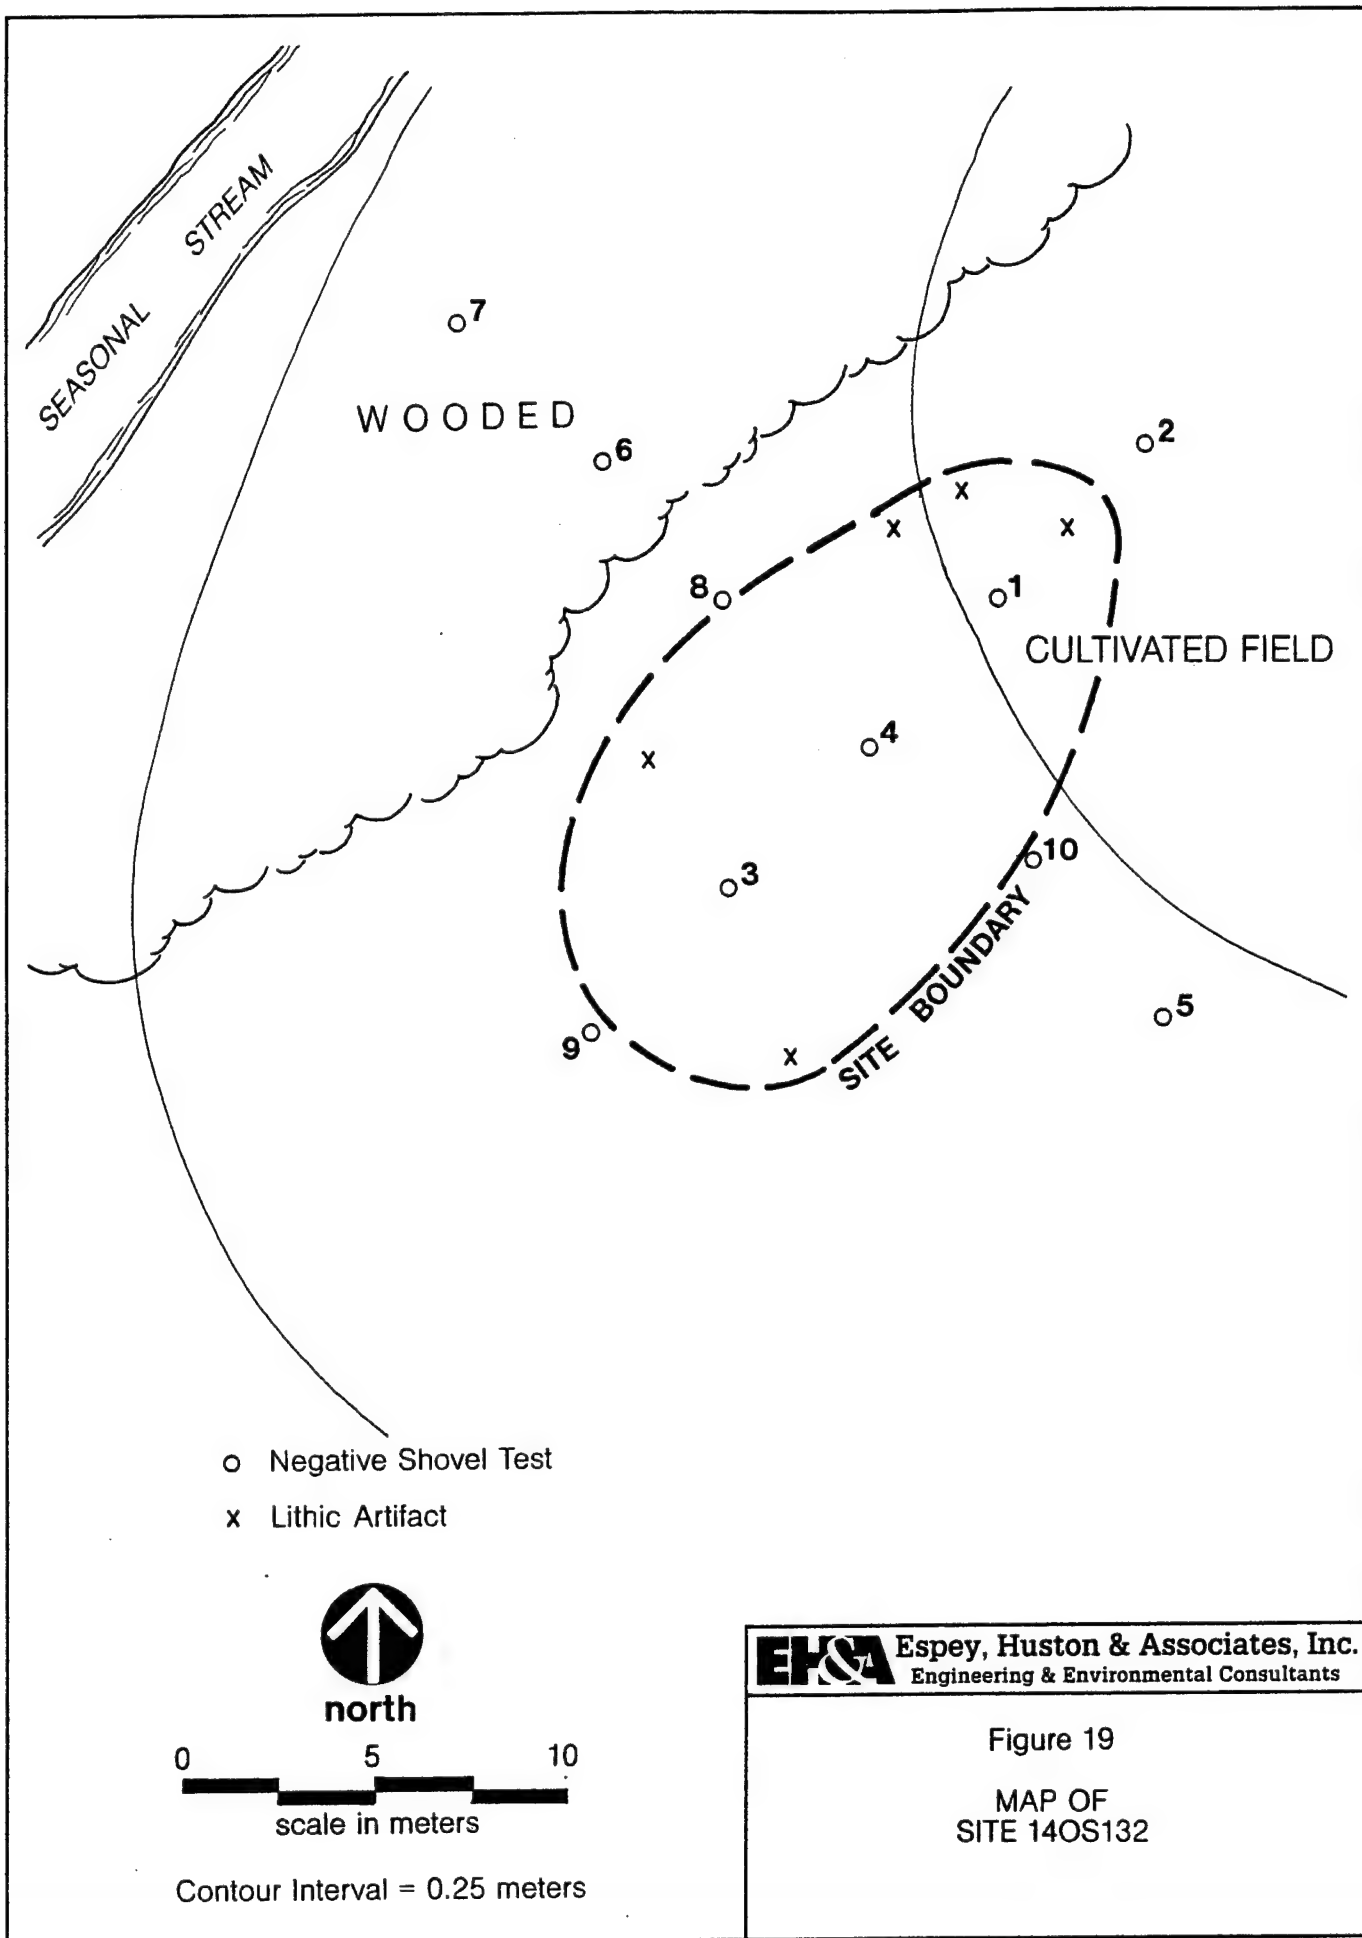 SEASONAL STREAM
7
WOODED
6
2
x
x
x
8
1
CULTIVATED FIELD
4
x
10
3
SITE BOUNDARY
5
9
x
o Negative Shovel Test
x Lithic Artifact
north
0 5 10
scale in meters
Contour Interval = 0.25 meters
EH&A Espey, Huston & Associates, Inc.
Engineering & Environmental Consultants
Figure 19
MAP OF
SITE 14OS132